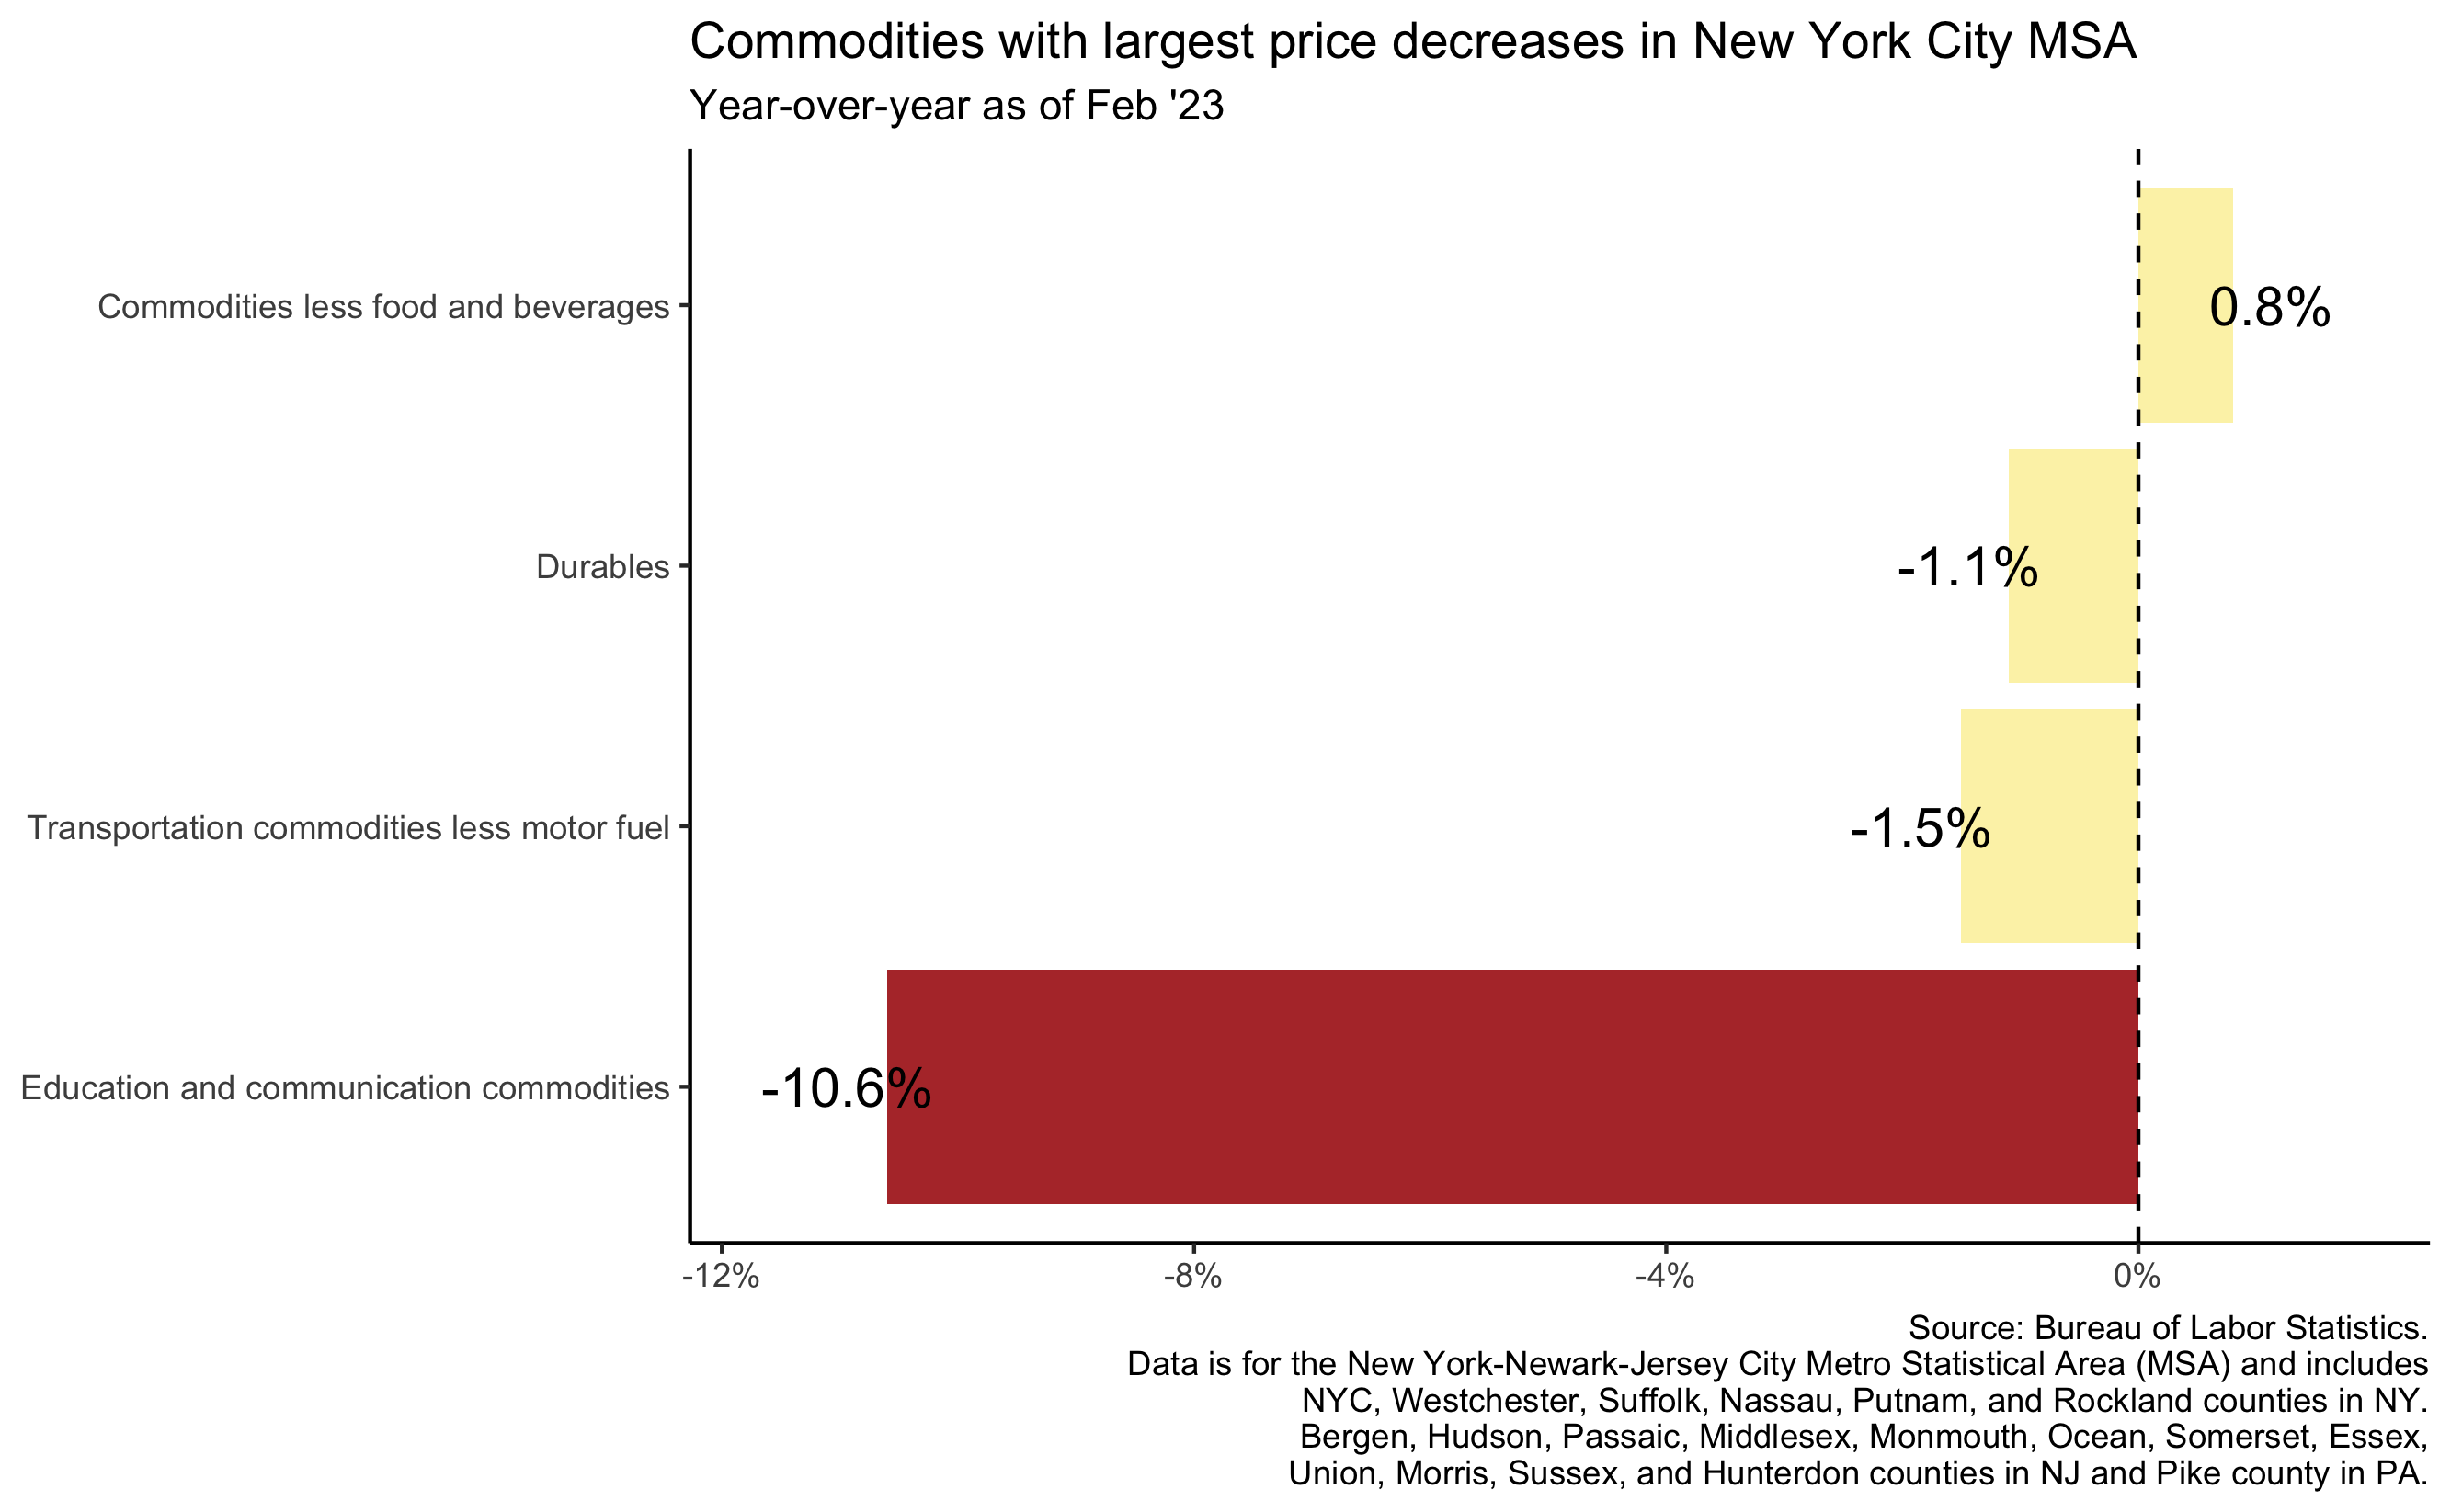 Commodities with largest price decreases in New York City MSA
Year-over-year as of Feb '23
Commodities less food and beverages
0.8%
Durables
-1.1%
Transportation commodities less motor fuel
-1.5%
Education and communication commodities
-10.6%
-12%
-8%
-4%
0%
Source: Bureau of Labor Statistics.
Data is for the New York-Newark-Jersey City Metro Statistical Area (MSA) and includes
NYC, Westchester, Suffolk, Nassau, Putnam, and Rockland counties in NY.
Bergen, Hudson, Passaic, Middlesex, Monmouth, Ocean, Somerset, Essex,
Union, Morris, Sussex, and Hunterdon counties in NJ and Pike county in PA.